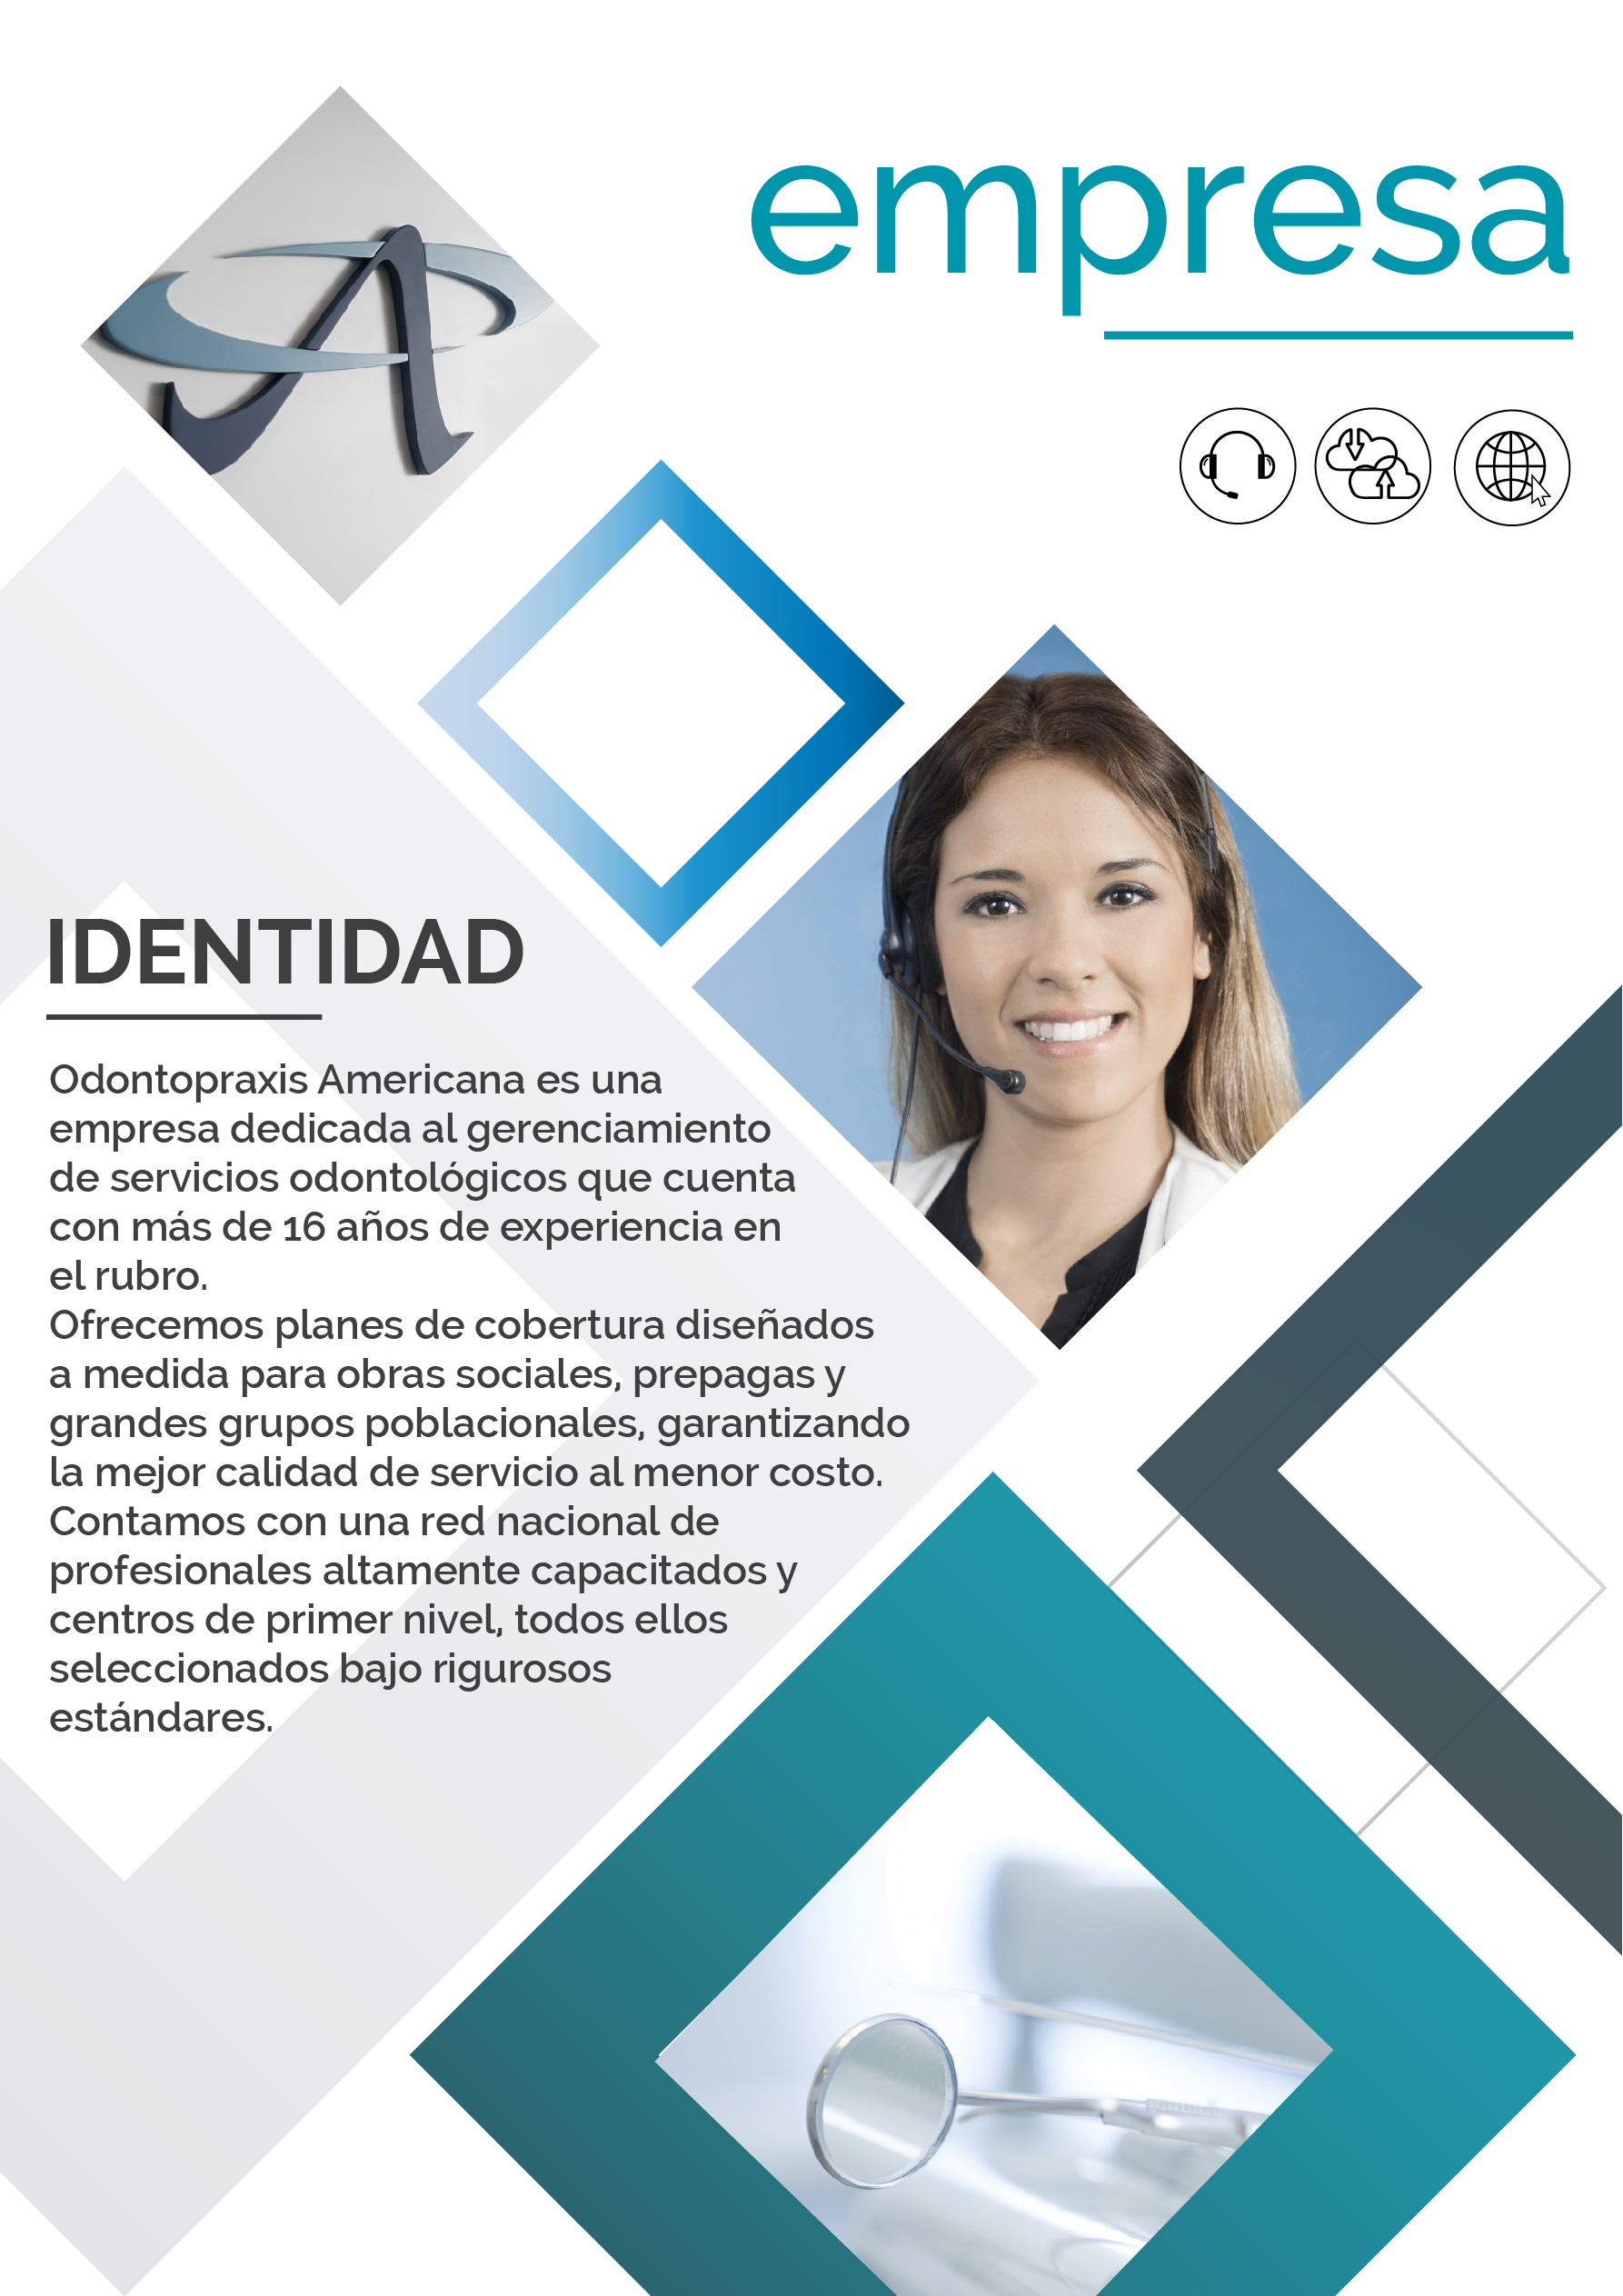 empresa
IDENTIDAD
Odontopraxis Americana es una
empresa dedicada al gerenciamiento
de servicios odontológicos que cuenta
con más de 16 años de experiencia en
el rubro.
Ofrecemos planes de cobertura diseñados
a medida para obras sociales, prepagas y
grandes grupos poblacionales, garantizando
la mejor calidad de servicio al menor costo.
Contamos con una red nacional de
profesionales altamente capacitados y
centros de primer nivel, todos ellos
seleccionados bajo rigurosos
estándares.